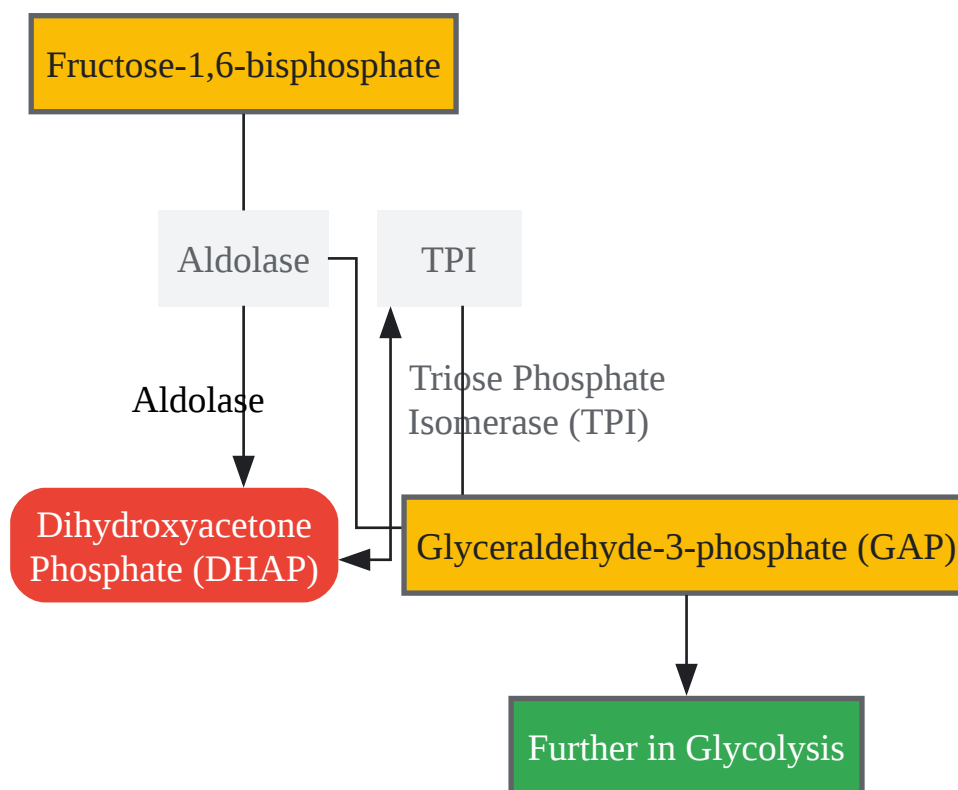 Fructose-1,6-bisphosphate
Aldolase
TPI
Triose Phosphate
Isomerase (TPI)
Aldolase
Dihydroxyacetone
Phosphate (DHAP)
Glyceraldehyde-3-phosphate (GAP)
Further in Glycolysis